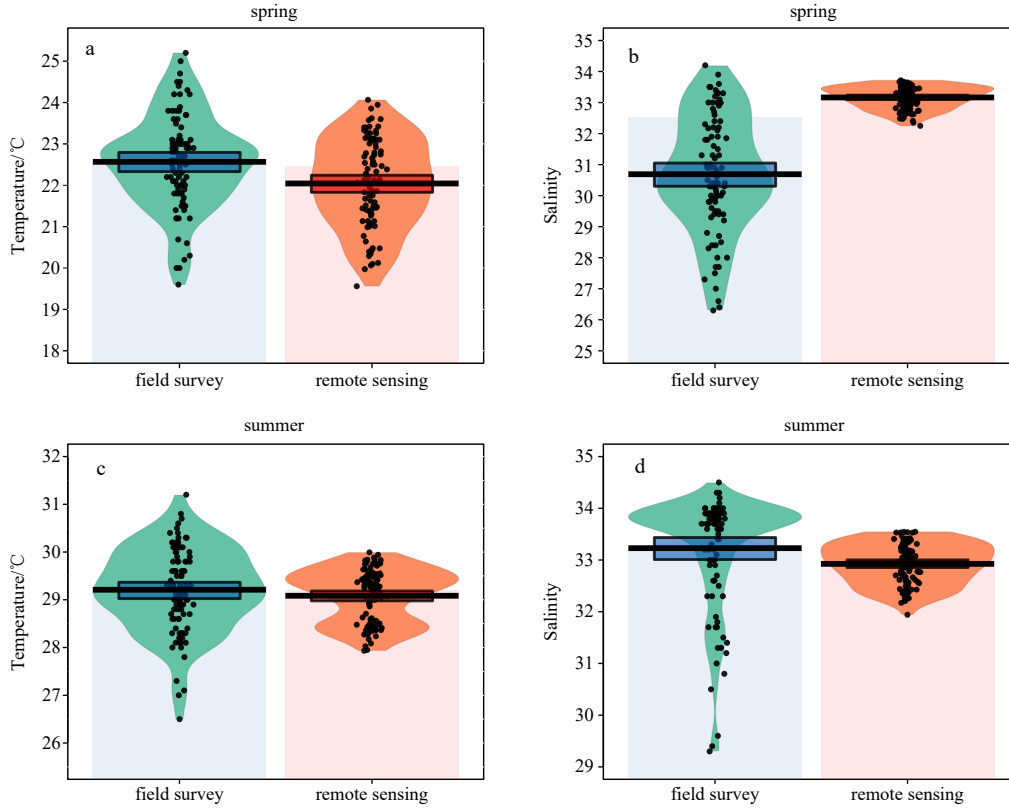 spring
a
Temperature/℃
25
24
23
22
21
20
19
18
field survey
remote sensing
spring
b
Salinity
35
34
33
32
31
30
29
28
27
26
25
field survey
remote sensing
summer
c
Temperature/℃
32
31
30
29
28
27
26
field survey
remote sensing
summer
d
Salinity
35
34
33
32
31
30
29
field survey
remote sensing